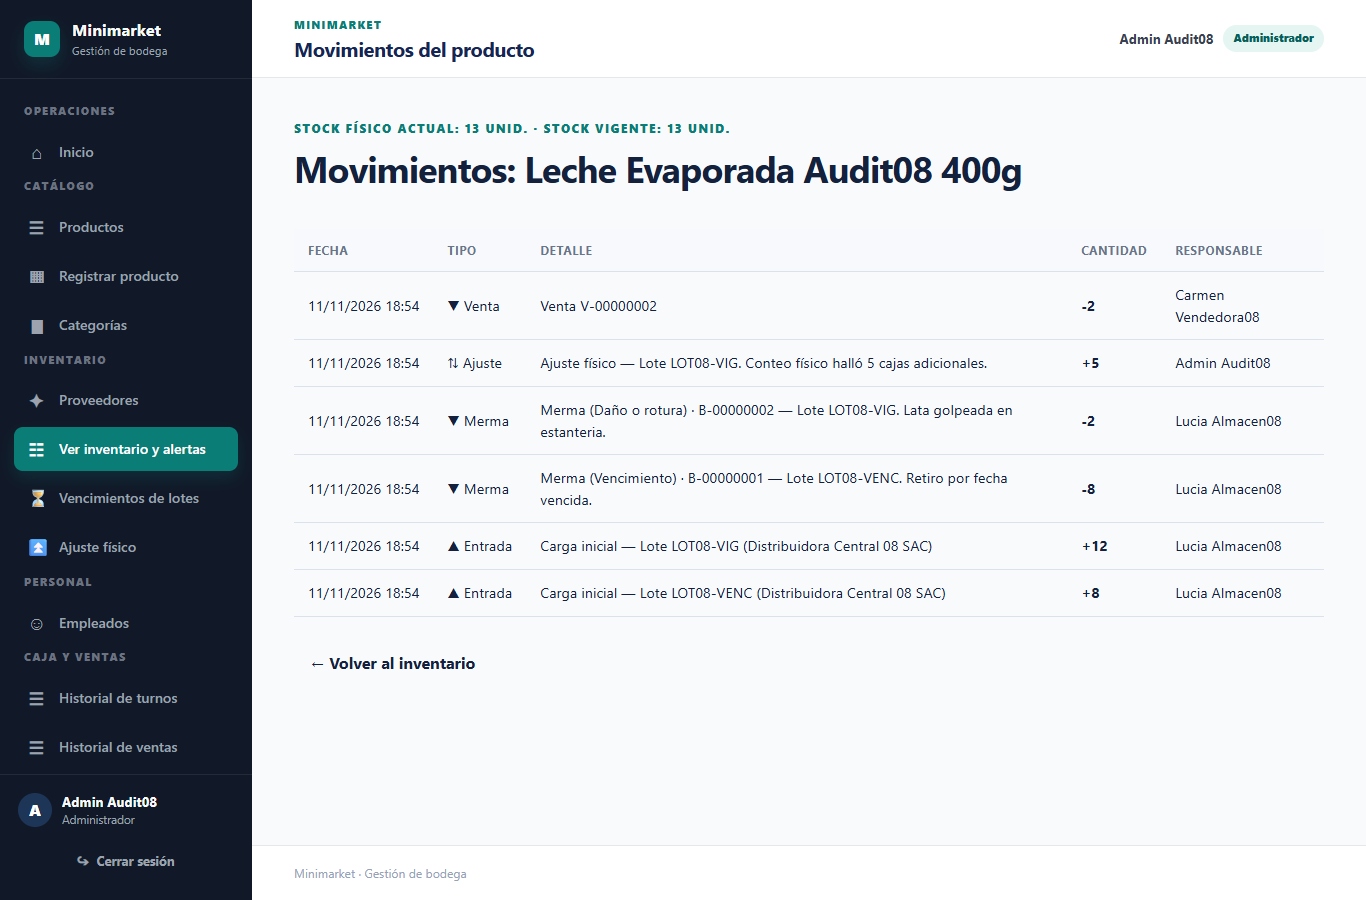 M
Minimarket
Gestión de bodega
OPERACIONES
Inicio
CATÁLOGO
Productos
Registrar producto
Categorías
INVENTARIO
Proveedores
Ver inventario y alertas
Vencimientos de lotes
Ajuste físico
PERSONAL
Empleados
CAJA Y VENTAS
Historial de turnos
Historial de ventas
A
Admin Audit08
Administrador
Cerrar sesión
MINIMARKET
Movimientos del producto
Admin Audit08
Administrador
STOCK FÍSICO ACTUAL: 13 UNID. · STOCK VIGENTE: 13 UNID.
Movimientos: Leche Evaporada Audit08 400g
FECHA TIPO DETALLE CANTIDAD RESPONSABLE
11/11/2026 18:54 ▼ Venta Venta V-00000002 -2 Carmen
Vendedora08
11/11/2026 18:54 ⇅ Ajuste Ajuste físico — Lote LOT08-VIG. Conteo físico halló 5 cajas adicionales. +5 Admin Audit08
11/11/2026 18:54 ▼ Merma Merma (Daño o rotura) · B-00000002 — Lote LOT08-VIG. Lata golpeada en -2 Lucia Almacen08
estanteria.
11/11/2026 18:54 ▼ Merma Merma (Vencimiento) · B-00000001 — Lote LOT08-VENC. Retiro por fecha -8 Lucia Almacen08
vencida.
11/11/2026 18:54 ▲ Entrada Carga inicial — Lote LOT08-VIG (Distribuidora Central 08 SAC) +12 Lucia Almacen08
11/11/2026 18:54 ▲ Entrada Carga inicial — Lote LOT08-VENC (Distribuidora Central 08 SAC) +8 Lucia Almacen08
← Volver al inventario
Minimarket · Gestión de bodega